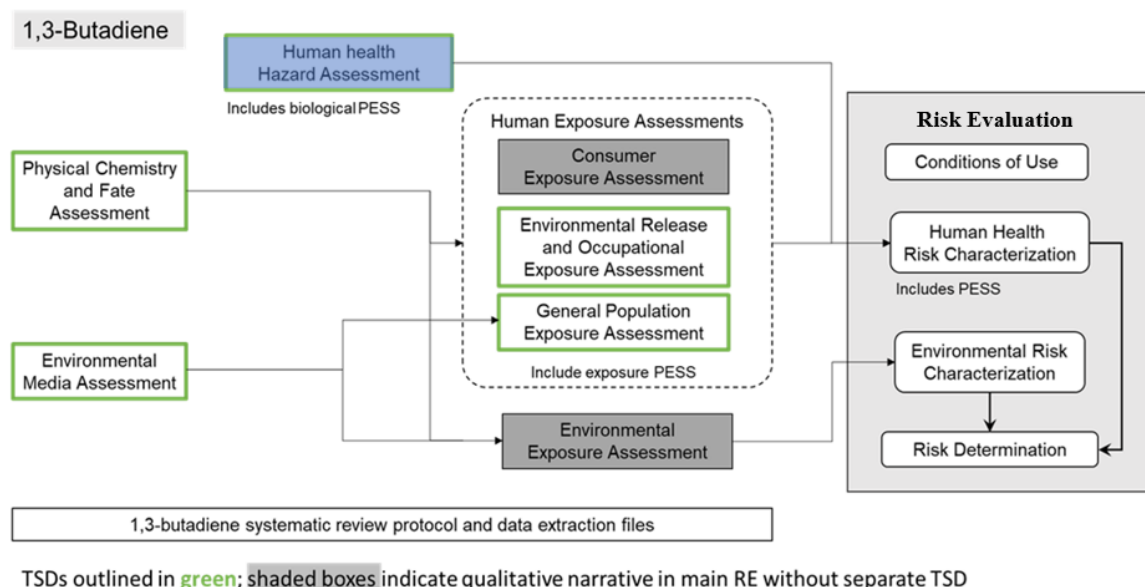 1,3-Butadiene
Human health
Hazard Assessment
Includes biological PESS
Physical Chemistry
and Fate
Assessment
Environmental
Media Assessment
Human Exposure Assessments
Consumer
Exposure Assessment
Environmental Release
and Occupational
Exposure Assessment
General Population
Exposure Assessment
Include exposure PESS
Environmental
Exposure Assessment
Risk Evaluation
Conditions of Use
Human Health
Risk Characterization
Includes PESS
Environmental Risk
Characterization
Risk Determination
1,3-butadiene systematic review protocol and data extraction files
TSDs outlined in green; shaded boxes indicate qualitative narrative in main RE without separate TSD